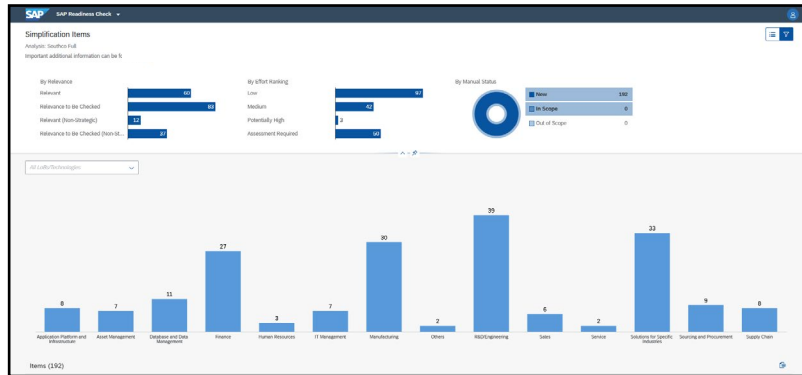 SAP SAP Readiness Check
Simplification Items
Analysis: Southco Full
Important additional information can be f
By Relevance
Relevant 60
Relevance to Be Checked 83
Relevant (Non-Strategic) 12
Relevance to Be Checked (Non-St... 37
By Effort Ranking
Low 97
Medium 42
Potentially High 3
Assessment Required 50
By Manual Status
New 192
In Scope 0
Out of Scope 0
All LoBs/Technologies
8
7
11
27
3
7
30
2
39
6
2
33
9
8
Application Platform and
Infrastructure
Asset Management
Database and Data
Management
Finance
Human Resources
IT Management
Manufacturing
Others
R&D/Engineering
Sales
Service
Solutions for Specific
Industries
Sourcing and Procurement
Supply Chain
Items (192)